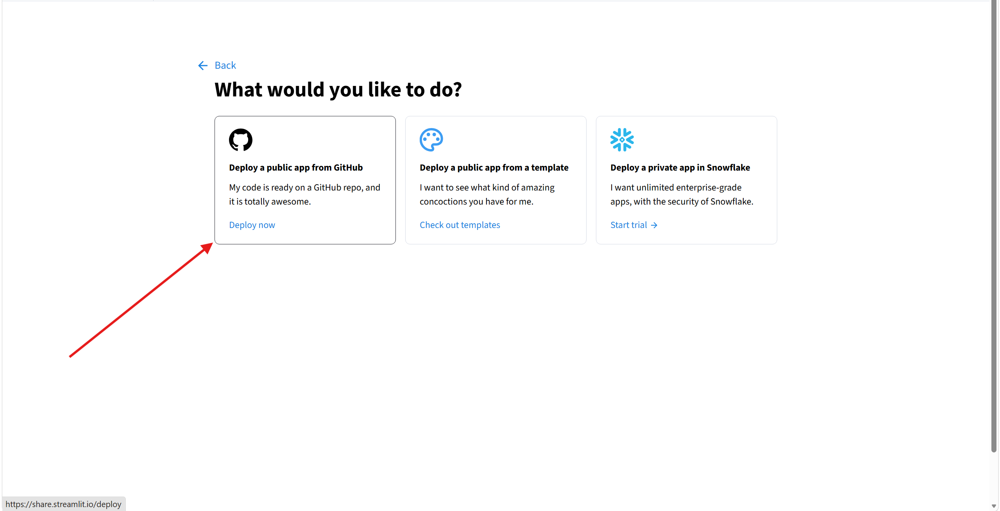 Back
What would you like to do?
Deploy a public app from GitHub
My code is ready on a GitHub repo, and
it is totally awesome.
Deploy now
Deploy a public app from a template
I want to see what kind of amazing
concoctions you have for me.
Check out templates
Deploy a private app in Snowflake
I want unlimited enterprise-grade
apps, with the security of Snowflake.
Start trial
https://share.streamlit.io/deploy